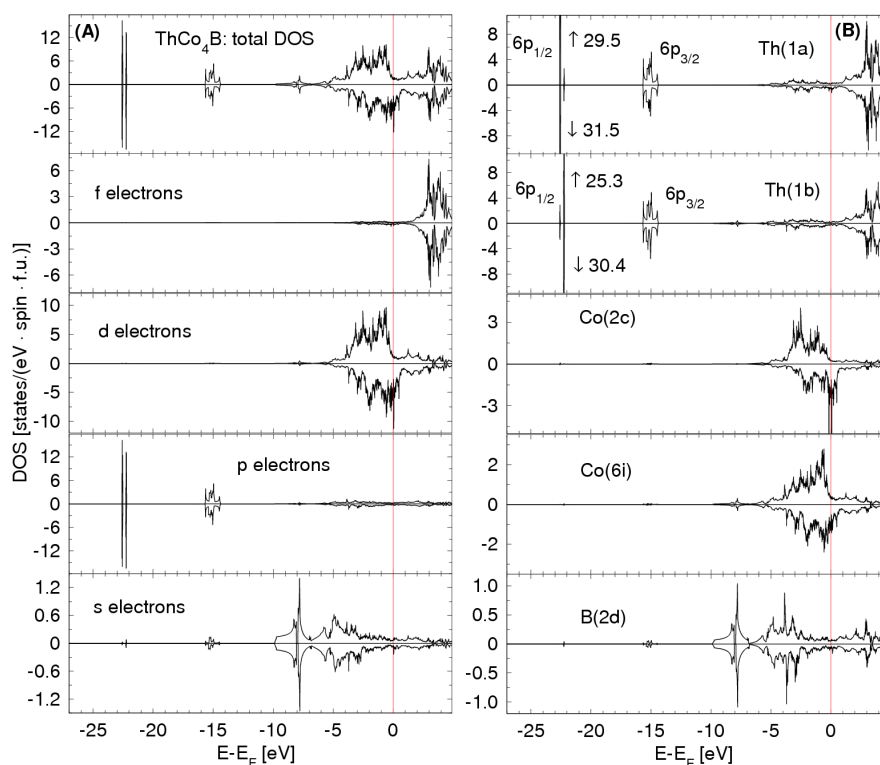 (A)
ThCo4B: total DOS
12
6
0
-6
-12
f electrons
6
3
0
-3
-6
d electrons
10
5
0
-5
-10
p electrons
12
6
0
-6
-12
s electrons
1.2
0.6
0
-0.6
-1.2
DOS [states/(eV · spin · f.u.)]
-25 -20 -15 -10 -5 0
E-EF [eV]
(B)
6p1/2 ↑ 29.5 6p3/2 Th(1a)
↓ 31.5
8
4
0
-4
-8
6p1/2 ↑ 25.3 6p3/2 Th(1b)
↓ 30.4
8
4
0
-4
-8
Co(2c)
3
0
-3
Co(6i)
2
0
-2
B(2d)
1.0
0.5
0
-0.5
-1.0
-25 -20 -15 -10 -5 0
E-EF [eV]